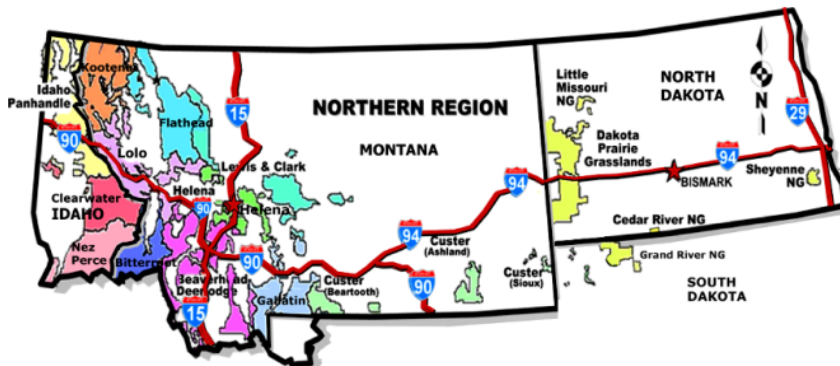 Kootenai
Idaho
Panhandle
90
Lolo
Flathead
15
NORTHERN REGION
MONTANA
Lewis & Clark
Helena
90
Helena
Clearwater
IDAHO
Nez
Perce
Bitterroot
Beaverhead
Deerlodge
15
90
Gallatin
Custer
(Beartooth)
94
Custer
(Ashland)
90
94
Custer
(Sioux)
Little
Missouri
NG
NORTH
DAKOTA
N
29
Dakota
Prairie
Grasslands
94
BISMARK
Sheyenne
NG
Cedar River NG
Grand River NG
SOUTH
DAKOTA